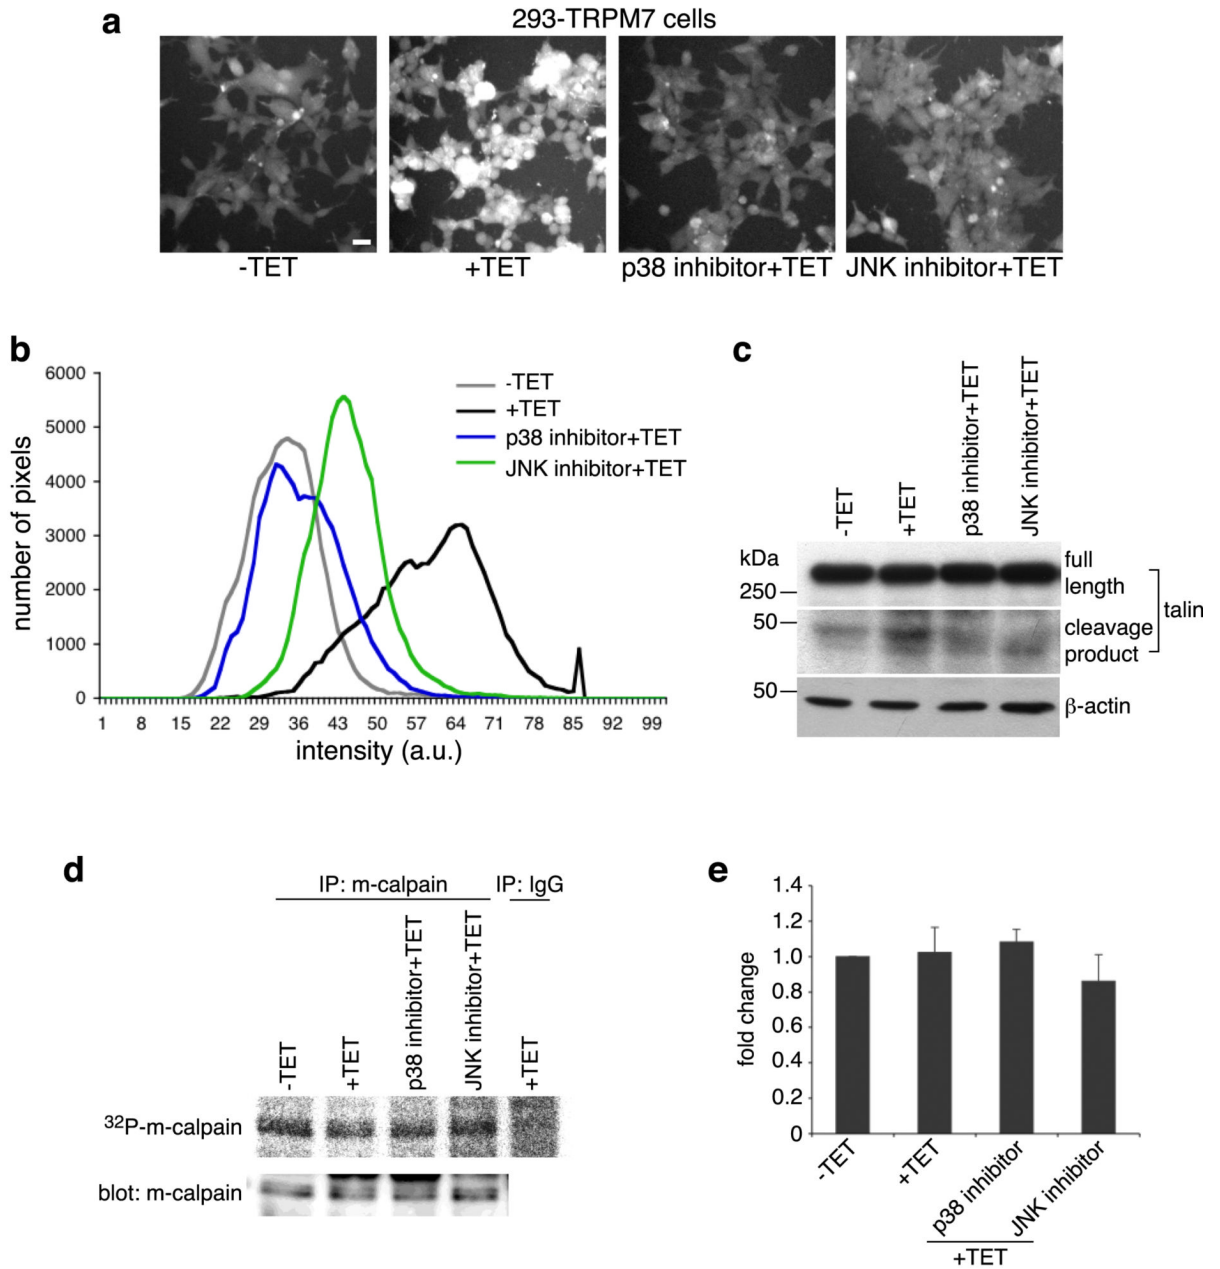 a
293-TRPM7 cells
-TET
+TET
p38 inhibitor+TET
JNK inhibitor+TET
b
number of pixels
6000
5000
4000
3000
2000
1000
0
1 8 15 22 29 36 43 50 57 64 71 78 85 92 99
intensity (a.u.)
-TET
+TET
p38 inhibitor+TET
JNK inhibitor+TET
c
-TET
+TET
p38 inhibitor+TET
JNK inhibitor+TET
kDa
250
50
50
full
length
cleavage
product
talin
β-actin
d
IP: m-calpain
IP: IgG
-TET
+TET
p38 inhibitor+TET
JNK inhibitor+TET
+TET
32P-m-calpain
blot: m-calpain
e
fold change
1.4
1.2
1.0
0.8
0.6
0.4
0.2
0
-TET
+TET
p38 inhibitor
JNK inhibitor
+TET